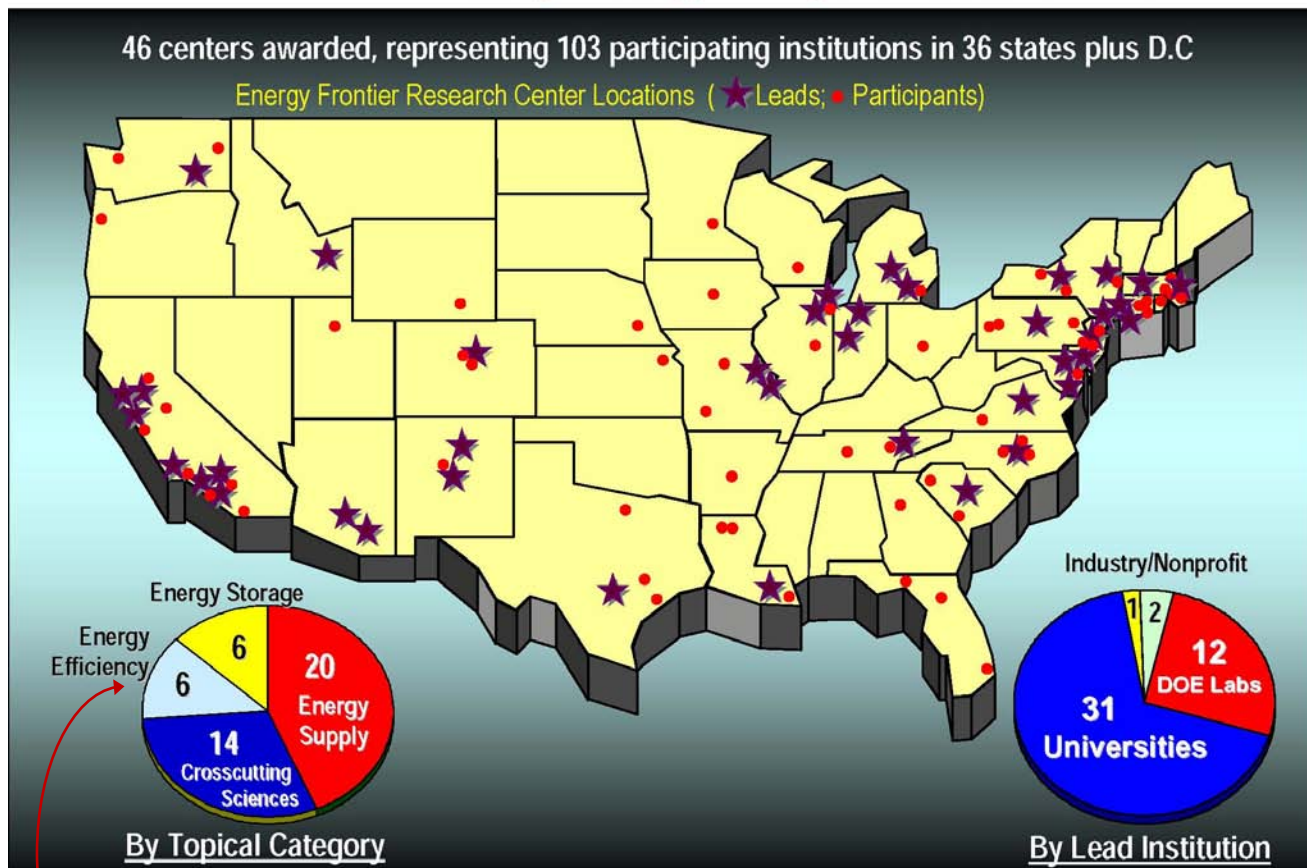 46 centers awarded, representing 103 participating institutions in 36 states plus D.C
Energy Frontier Research Center Locations ( Leads; Participants)
Energy Storage
Energy
Efficiency
6
6
20
Energy
Supply
14
Crosscutting
Sciences
By Topical Category
Industry/Nonprofit
1
2
12
DOE Labs
31
Universities
By Lead Institution